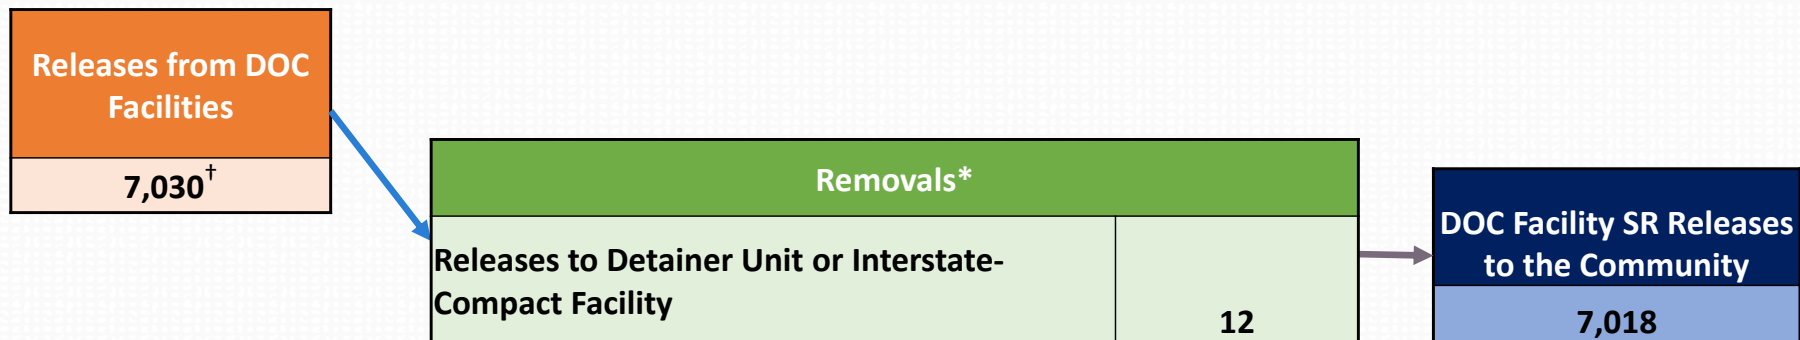 Releases from DOC
Facilities
7,030†
Removals*
Releases to Detainer Unit or Interstate-
Compact Facility
12
DOC Facility SR Releases
to the Community
7,018